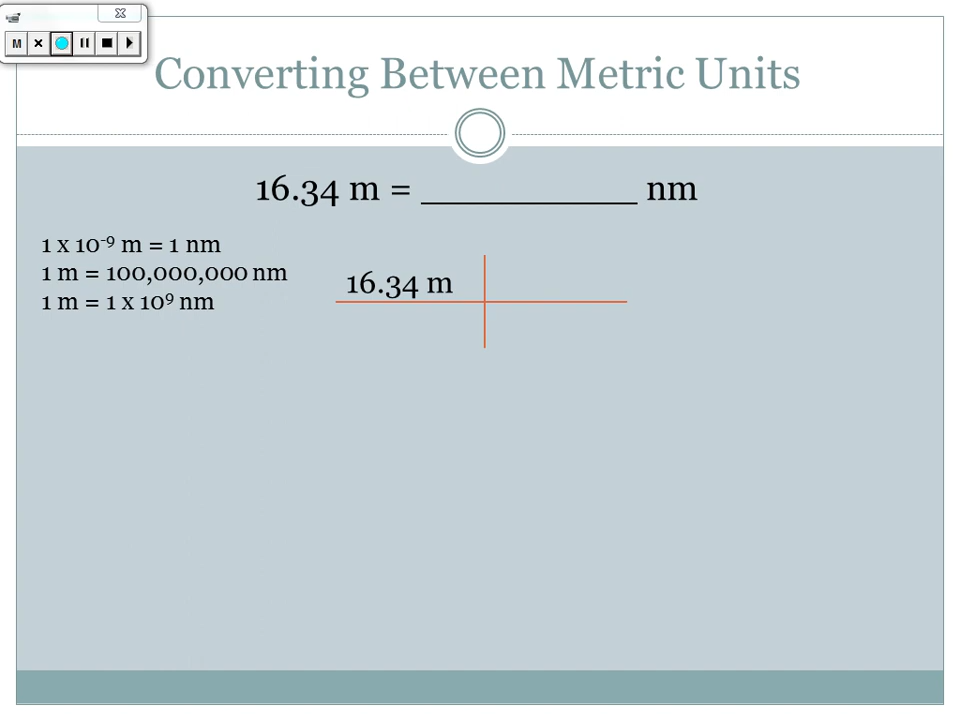 M
Converting Between Metric Units
16.34 m = __________ nm
1 x 10⁻⁹ m = 1 nm
1 m = 100,000,000 nm
1 m = 1 x 10⁹ nm
16.34 m